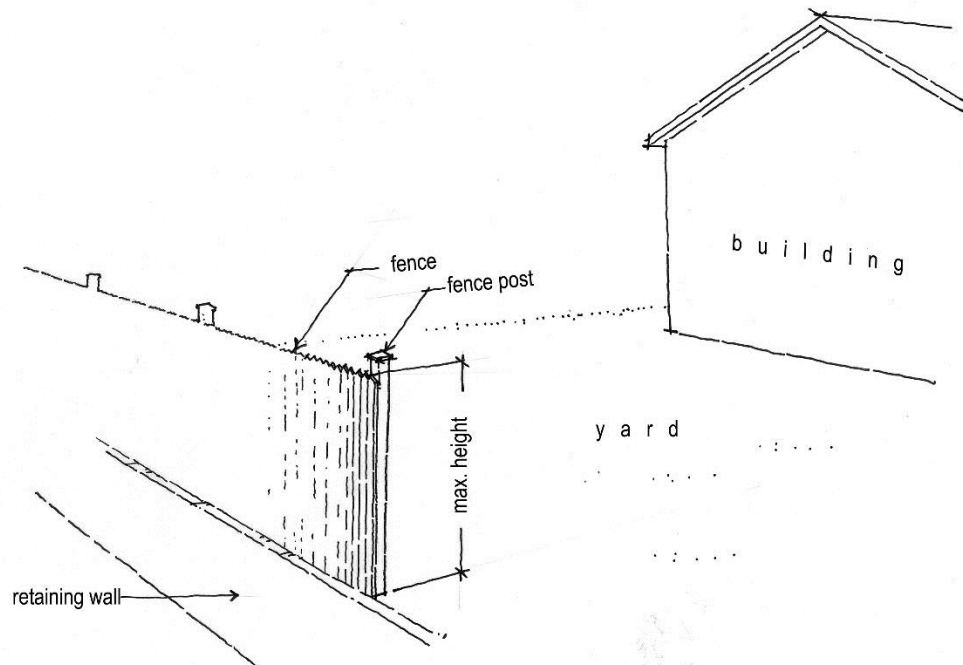 building
fence
fence post
max. height
yard
retaining wall